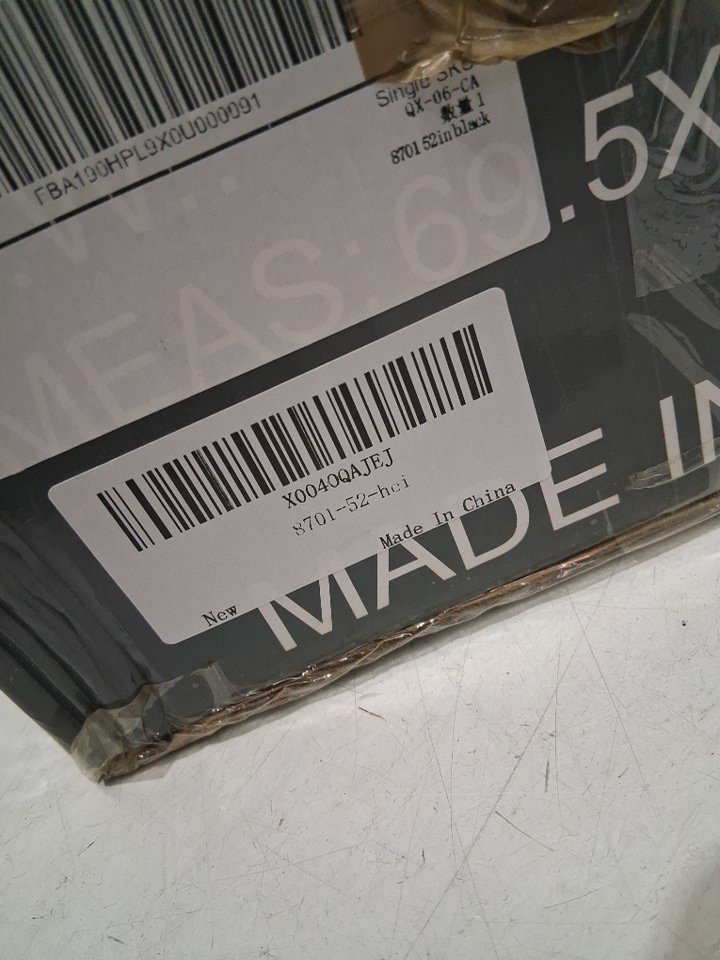 FBA190HPL9X0U000091
Single SKU
QX-06-CA
数量 1
8701 52inblack
MEAS: 69.5X
X0040QAJEJ
8701-52-hei
Made In China
New
MADE IN